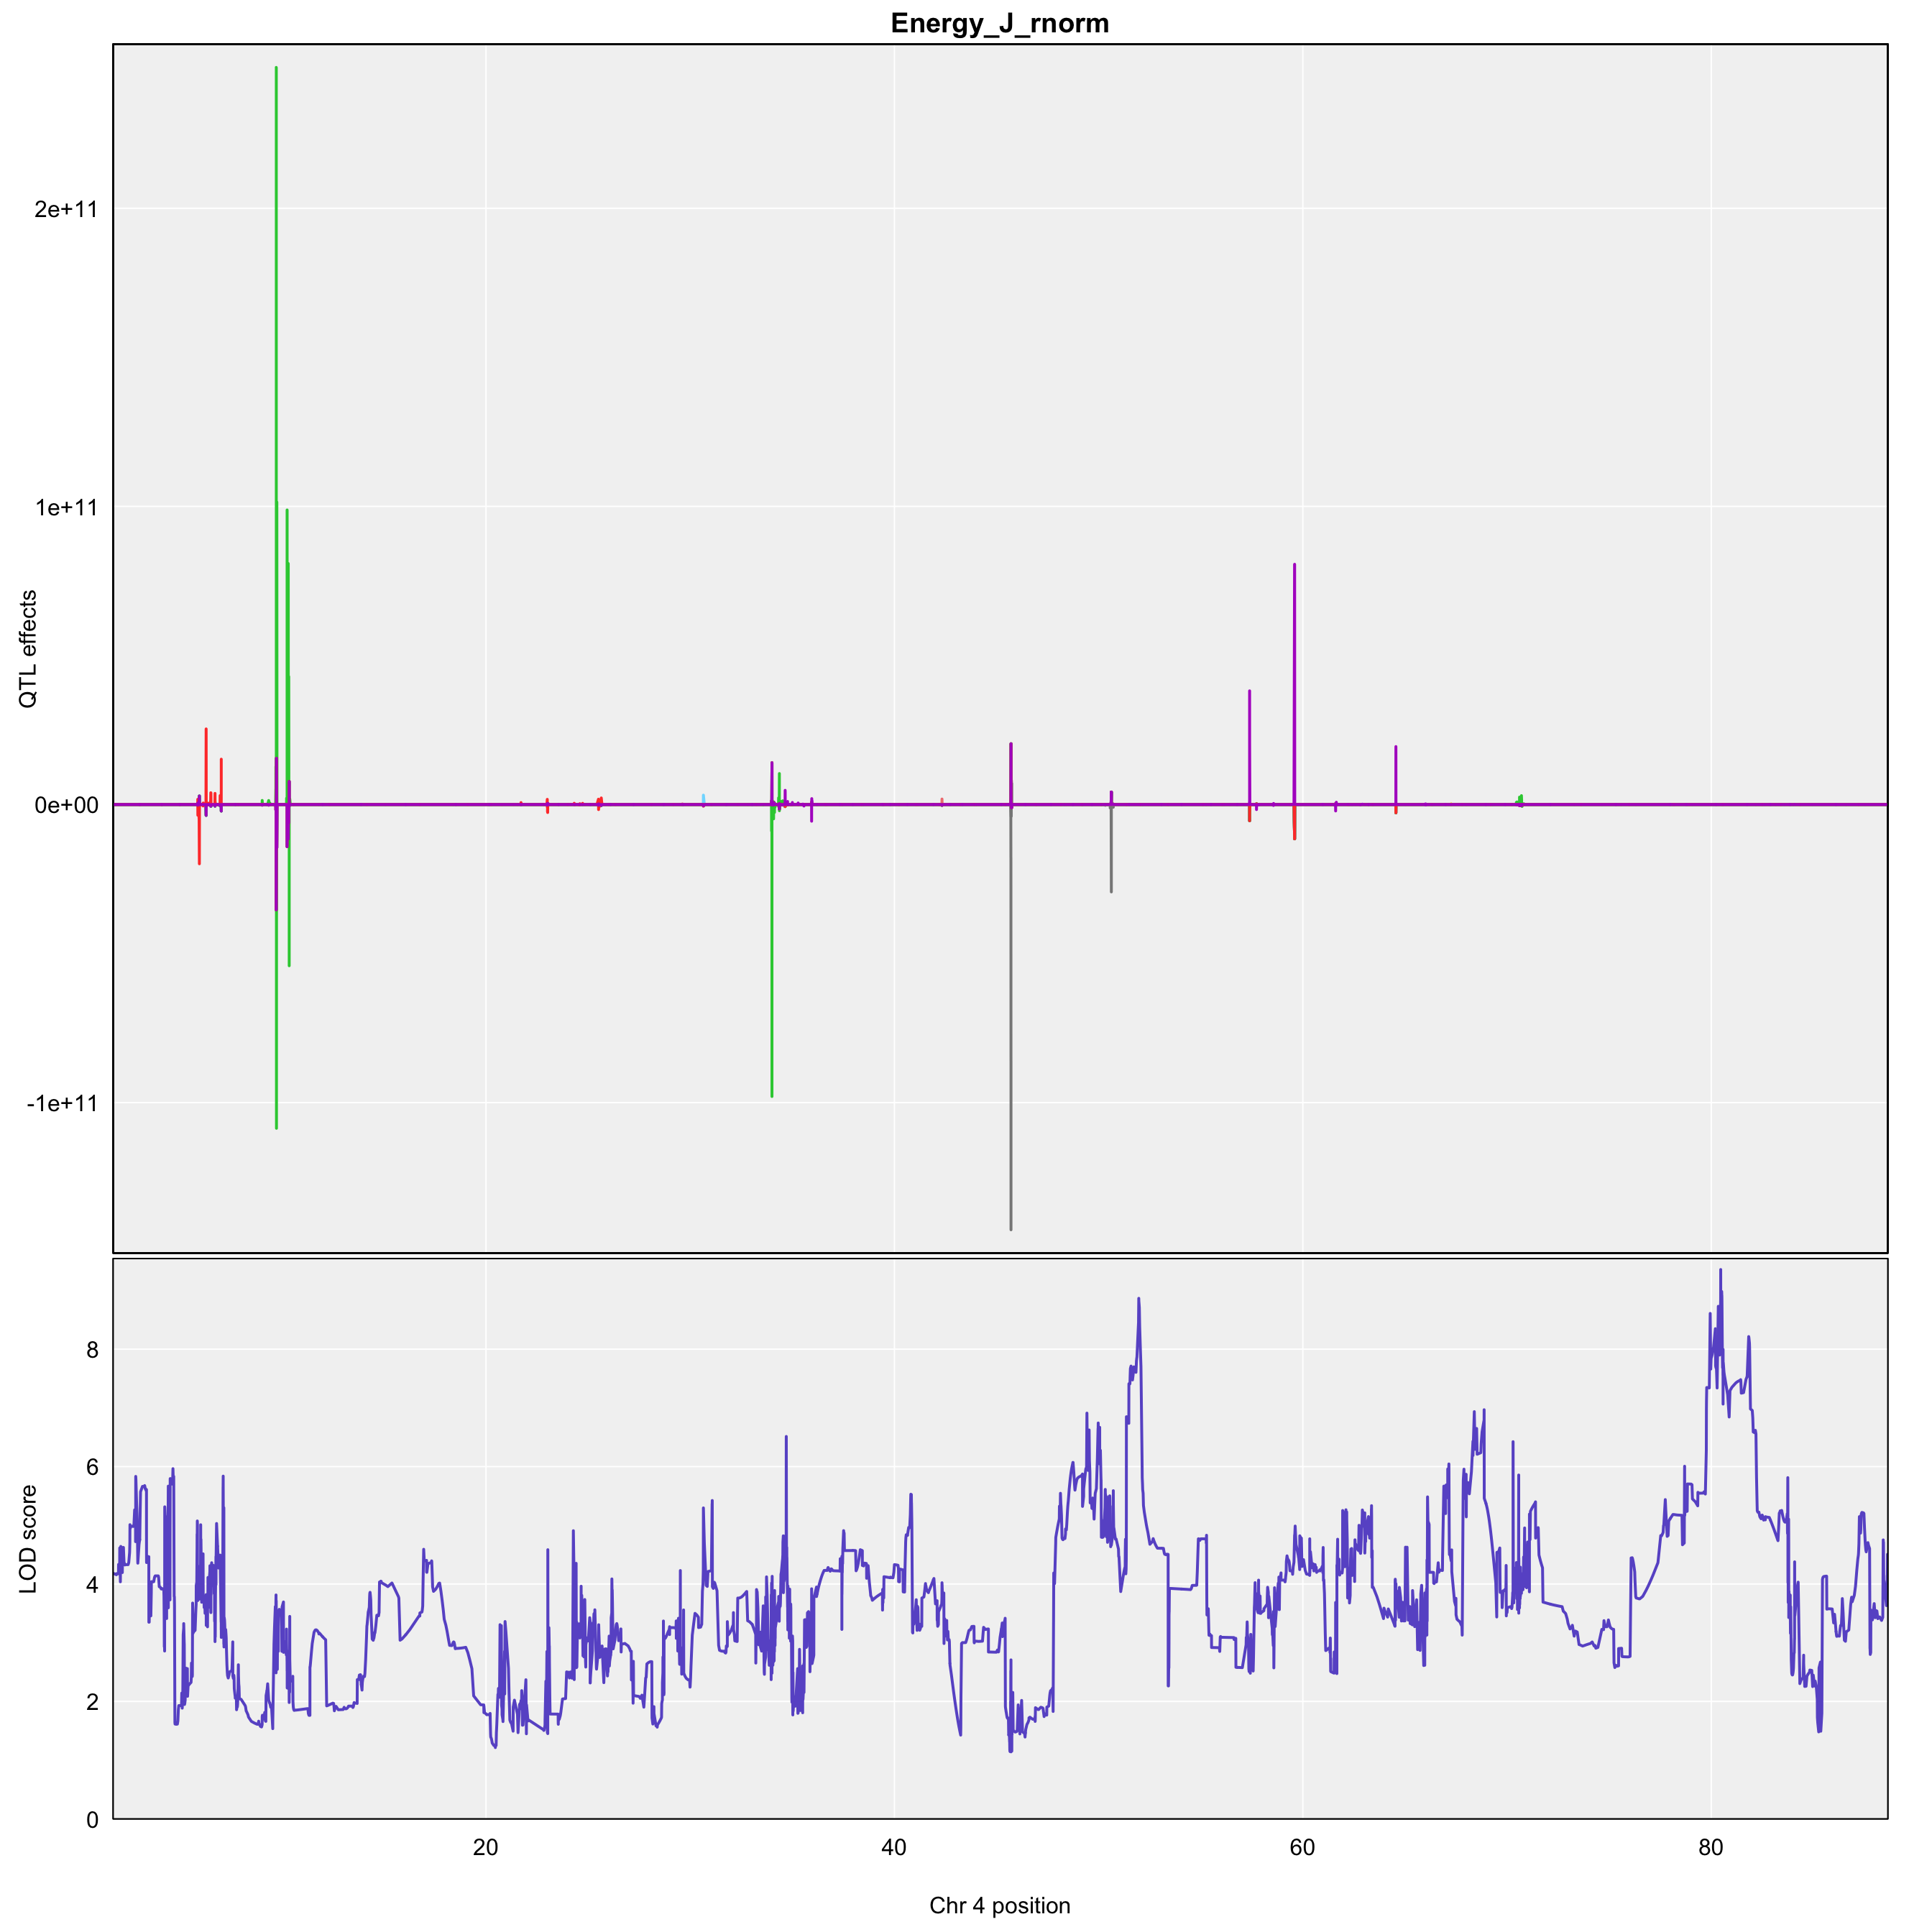 Energy_J_rnorm
2e+11
1e+11
0e+00
-1e+11
QTL effects
8
6
4
2
0
LOD score
20 40 60 80
Chr 4 position